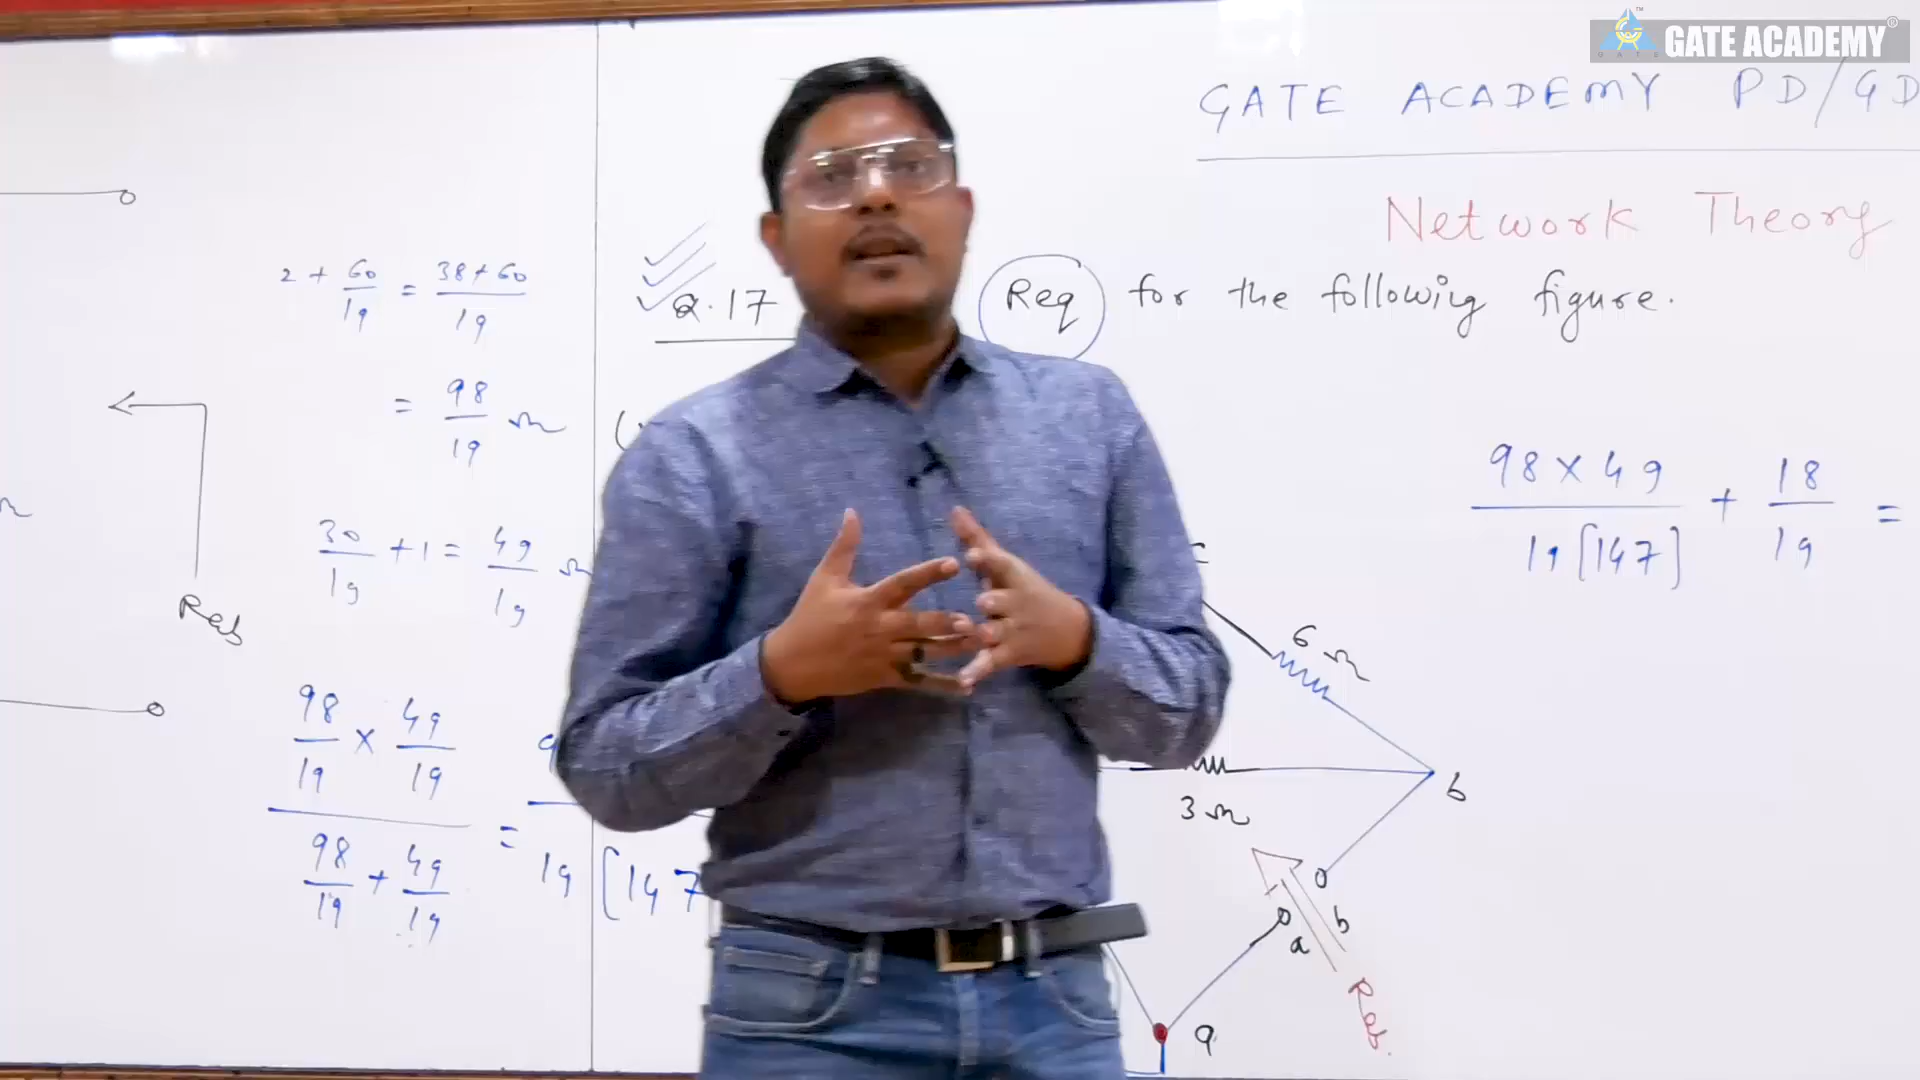 GATE ACADEMY
GATE ACADEMY PD/GD
Network Theory
Q.17 Req for the following figure.
2 + 60/19 = 38+60/19
= 98/19 Ω
30/19 + 1 = 49/19 Ω
Req
98/19 × 49/19
98/19 + 49/19
=
19 [147
98 × 49 / 19[147] + 18/19 =
6 Ω
b
3 Ω
b
a
Req.
a